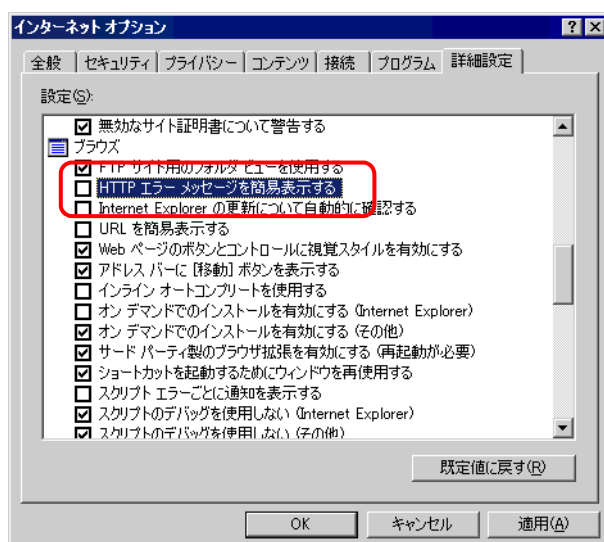 インターネット オプション
全般 セキュリティ プライバシー コンテンツ 接続 プログラム 詳細設定
設定(S):
無効なサイト証明書について警告する
ブラウズ
FTP サイト用のフォルダ ビューを使用する
HTTP エラー メッセージを簡易表示する
Internet Explorer の更新について自動的に確認する
URL を簡易表示する
Web ページのボタンとコントロールに視覚スタイルを有効にする
アドレス バーに [移動] ボタンを表示する
インライン オートコンプリートを使用する
オン デマンドでのインストールを有効にする (Internet Explorer)
オン デマンドでのインストールを有効にする (その他)
サード パーティ製のブラウザ拡張を有効にする (再起動が必要)
ショートカットを起動するためにウィンドウを再使用する
スクリプト エラーごとに通知を表示する
スクリプトのデバッグを使用しない (Internet Explorer)
スクリプトのデバッグを使用しない (その他)
既定値に戻す(R)
OK キャンセル 適用(A)